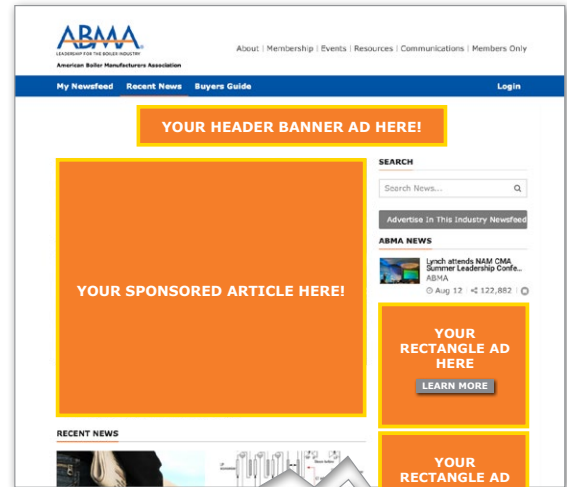 ABMA
LEADERSHIP FOR THE BOILER INDUSTRY
American Boiler Manufacturers Association
About | Membership | Events | Resources | Communications | Members Only
My Newsfeed Recent News Buyers Guide Login
YOUR HEADER BANNER AD HERE!
YOUR SPONSORED ARTICLE HERE!
SEARCH
Search News...
Advertise In This Industry Newsfeed
ABMA NEWS
Lynch attends NAM CMA
Summer Leadership Confe...
ABMA
Aug 12 | 122,882 |
YOUR
RECTANGLE AD
HERE
LEARN MORE
RECENT NEWS
YOUR
RECTANGLE AD